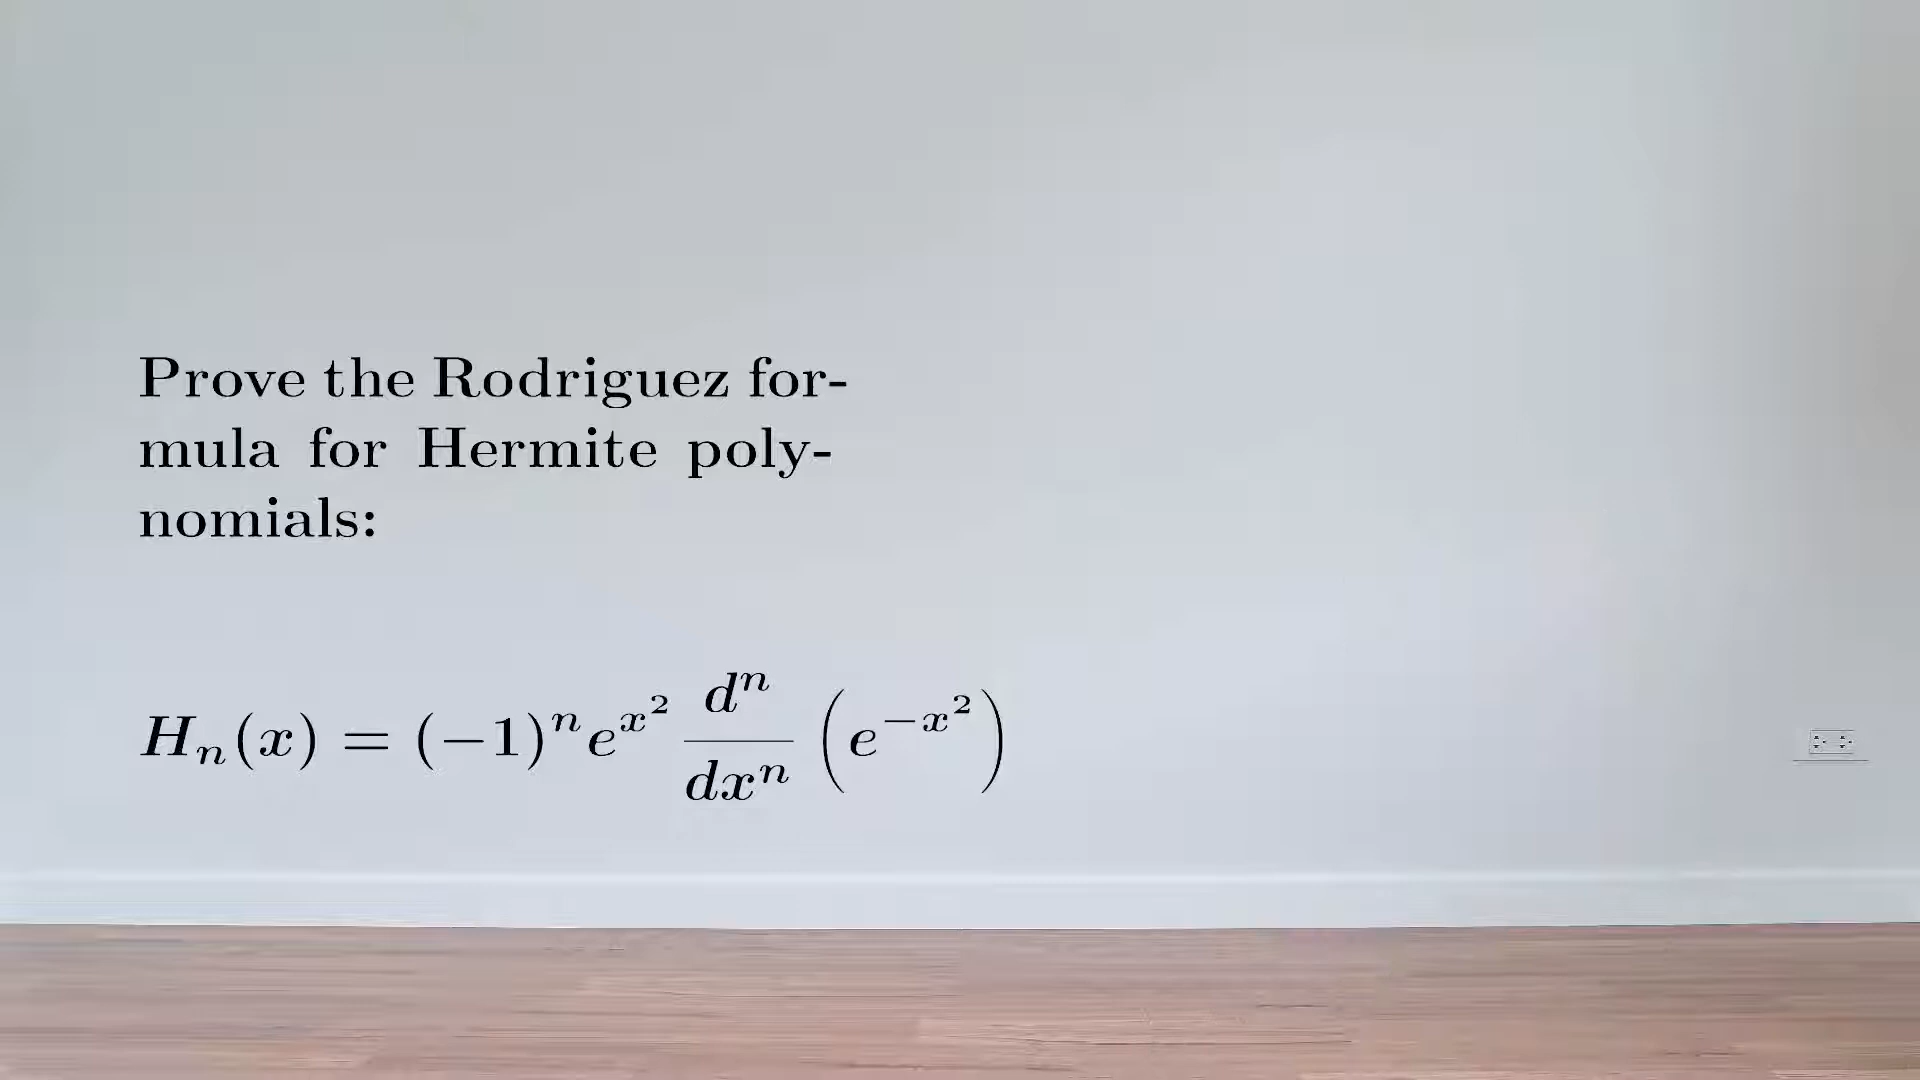 Prove the Rodriguez for-
mula for Hermite poly-
nomials:
$H_n(x) = (-1)^n e^{x^2} \frac{d^n}{dx^n} \left( e^{-x^2} \right)$